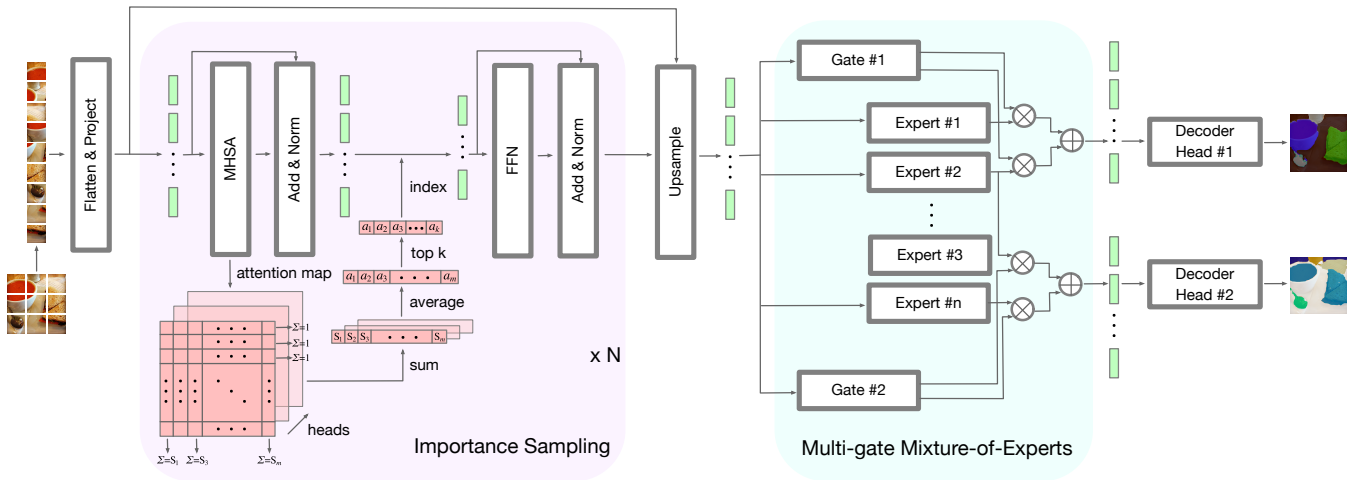 Flatten & Project
MHSA
Add & Norm
attention map
Σ=1
Σ=1
Σ=1
Σ=S₁
Σ=S₃
Σ=Sₘ
heads
sum
S₁ S₂ S₃ • • • Sₘ
average
a₁ a₂ a₃ • • • aₘ
top k
a₁ a₂ a₃ ••• aₖ
index
FFN
Add & Norm
x N
Importance Sampling
Upsample
Gate #1
Expert #1
Expert #2
Expert #3
Expert #n
Gate #2
Multi-gate Mixture-of-Experts
Decoder
Head #1
Decoder
Head #2